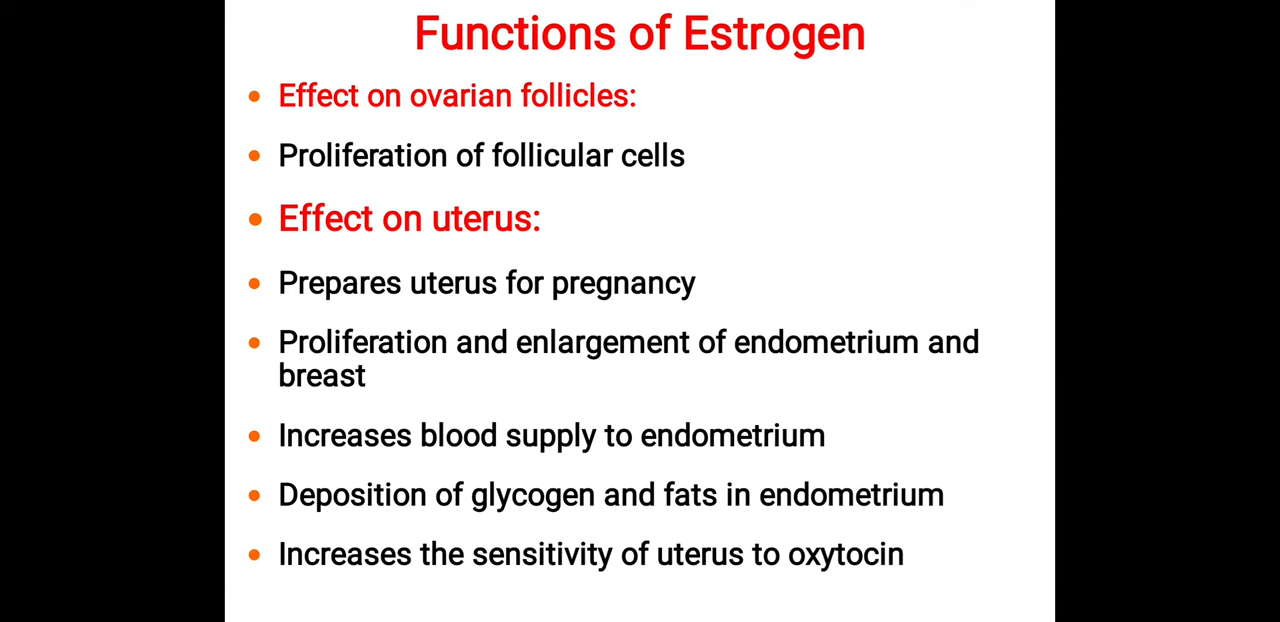 Functions of Estrogen
• Effect on ovarian follicles:
• Proliferation of follicular cells
• Effect on uterus:
• Prepares uterus for pregnancy
• Proliferation and enlargement of endometrium and
breast
• Increases blood supply to endometrium
• Deposition of glycogen and fats in endometrium
• Increases the sensitivity of uterus to oxytocin